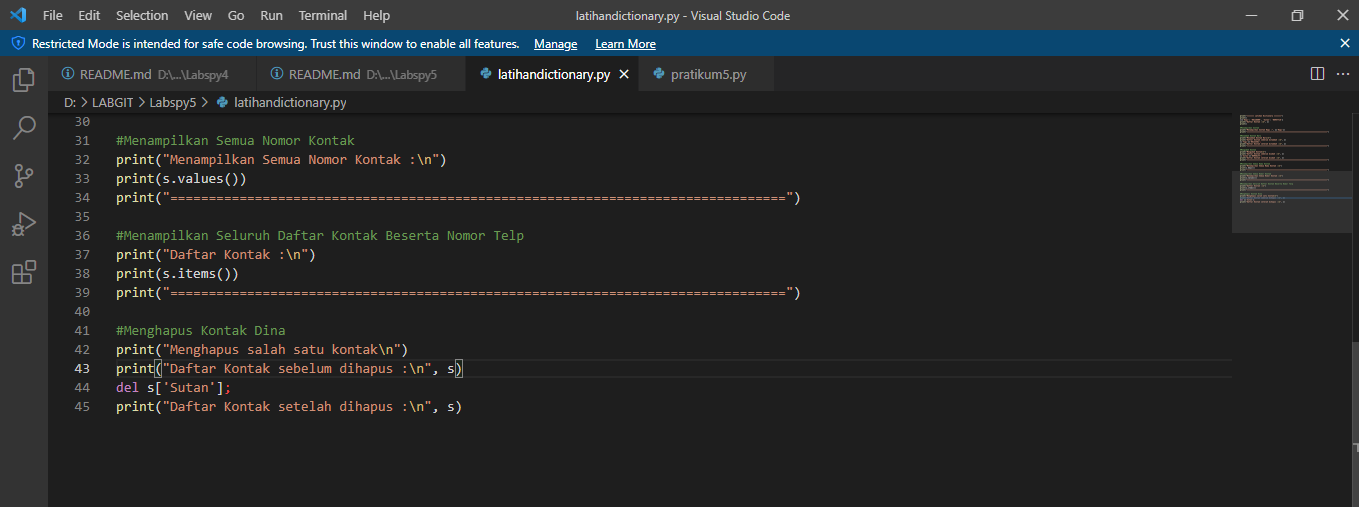 File Edit Selection View Go Run Terminal Help latihandictionary.py - Visual Studio Code
Restricted Mode is intended for safe code browsing. Trust this window to enable all features. Manage Learn More
README.md D:\...\Labspy4 README.md D:\...\Labspy5 latihandictionary.py pratikum5.py
D: > LABGIT > Labspy5 > latihandictionary.py
30
31 #Menampilkan Semua Nomor Kontak
32 print("Menampilkan Semua Nomor Kontak :\n")
33 print(s.values())
34 print("================================================================================")
35
36 #Menampilkan Seluruh Daftar Kontak Beserta Nomor Telp
37 print("Daftar Kontak :\n")
38 print(s.items())
39 print("================================================================================")
40
41 #Menghapus Kontak Dina
42 print("Menghapus salah satu kontak\n")
43 print("Daftar Kontak sebelum dihapus :\n", s)
44 del s['Sutan'];
45 print("Daftar Kontak setelah dihapus :\n", s)